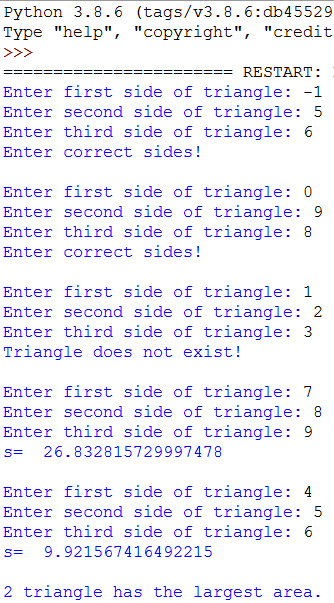 Python 3.8.6 (tags/v3.8.6:db45529
Type "help", "copyright", "credit
>>>
======================= RESTART:
Enter first side of triangle: -1
Enter second side of triangle: 5
Enter third side of triangle: 6
Enter correct sides!
Enter first side of triangle: 0
Enter second side of triangle: 9
Enter third side of triangle: 8
Enter correct sides!
Enter first side of triangle: 1
Enter second side of triangle: 2
Enter third side of triangle: 3
Triangle does not exist!
Enter first side of triangle: 7
Enter second side of triangle: 8
Enter third side of triangle: 9
s=  26.832815729997478
Enter first side of triangle: 4
Enter second side of triangle: 5
Enter third side of triangle: 6
s=  9.921567416492215
2 triangle has the largest area.